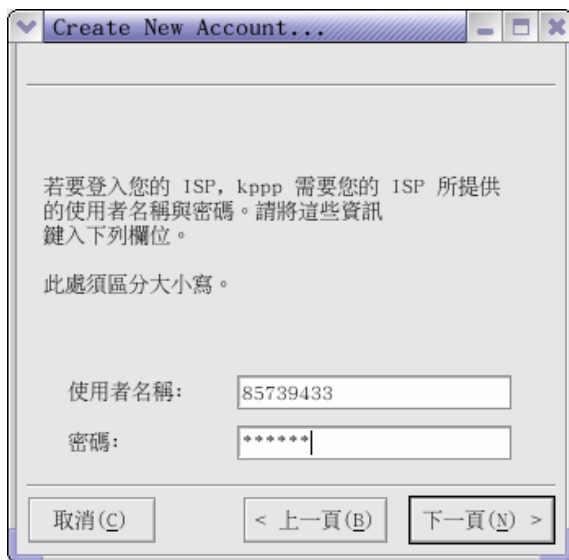 Create New Account...
若要登入您的 ISP, kppp 需要您的 ISP 所提供
的使用者名稱與密碼。請將這些資訊
鍵入下列欄位。
此處須區分大小寫。
使用者名稱: 85739433
密碼: ******
取消(C) < 上一頁(B) 下一頁(N) >